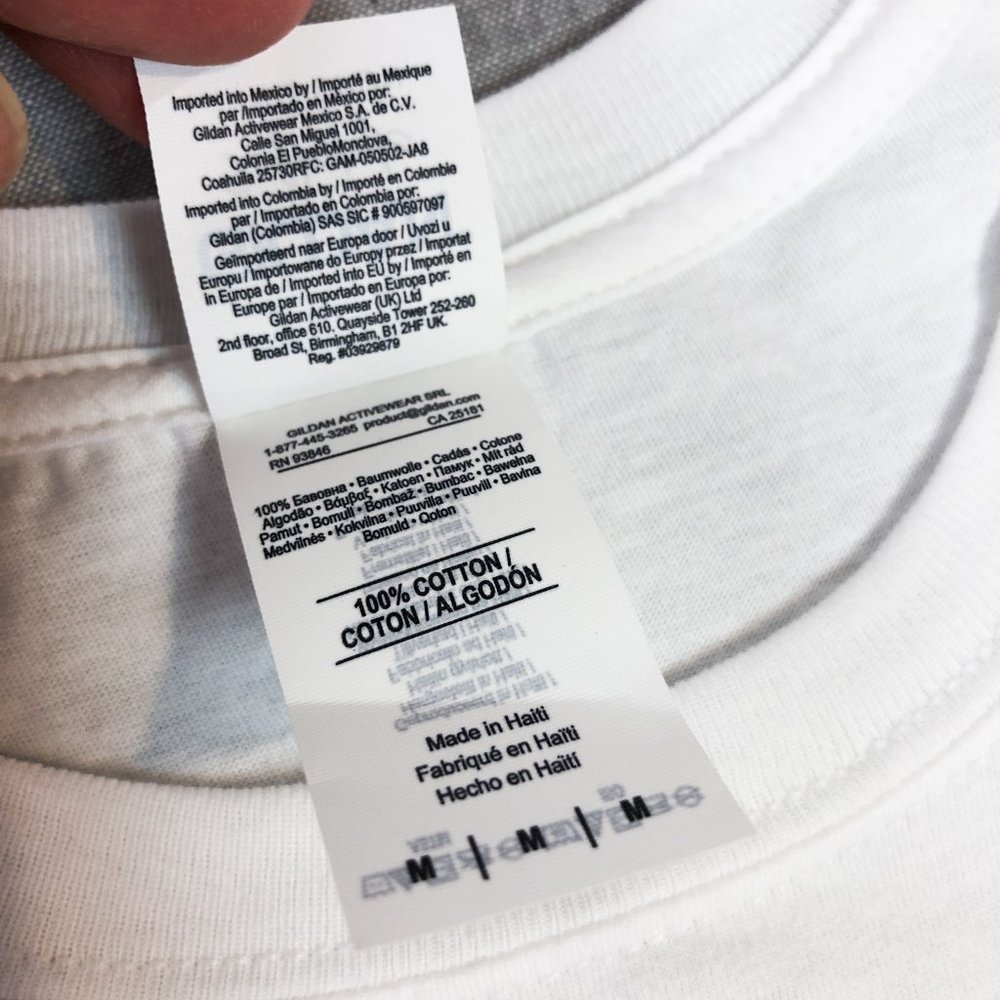 Imported into Mexico by / Importé au Mexique
par /Importado en México por:
Gildan Activewear Mexico S.A. de C.V.
Calle San Miguel 1001,
Colonia El PuebloMonclova,
Coahuila 25730RFC: GAM-050502-JA8
Imported into Colombia by / Importé en Colombie
par / Importado en Colombia por:
Gildan (Colombia) SAS SIC # 900597097
Geïmporteerd naar Europa door / Uvozi u
Europu / Importowane do Europy przez / Importat
in Europa de / Imported into EU by / Importé en
Europe par / Importado en Europa por:
Gildan Activewear (UK) Ltd
2nd floor, office 610. Quayside Tower 252-260
Broad St, Birmingham, B1 2HF UK.
Reg. #03929879
GILDAN ACTIVEWEAR SRL
1-877-445-3265 product@gildan.com
RN 93846 CA 25181
100% Бавовна • Baumwolle • Cadás • Cotone
Algodão • Βάμβαξ • Katoen • Памук • Mit rád
Pamut • Bomull • Bombaž • Bumbac • Bawełna
Medvilnės • Kokvilna • Puuvilla • Puuvill • Bavlna
Bomuld • Qoton
100% COTTON /
COTON / ALGODÓN
Made in Haiti
Fabriqué en Haïti
Hecho en Haití
M | M | M